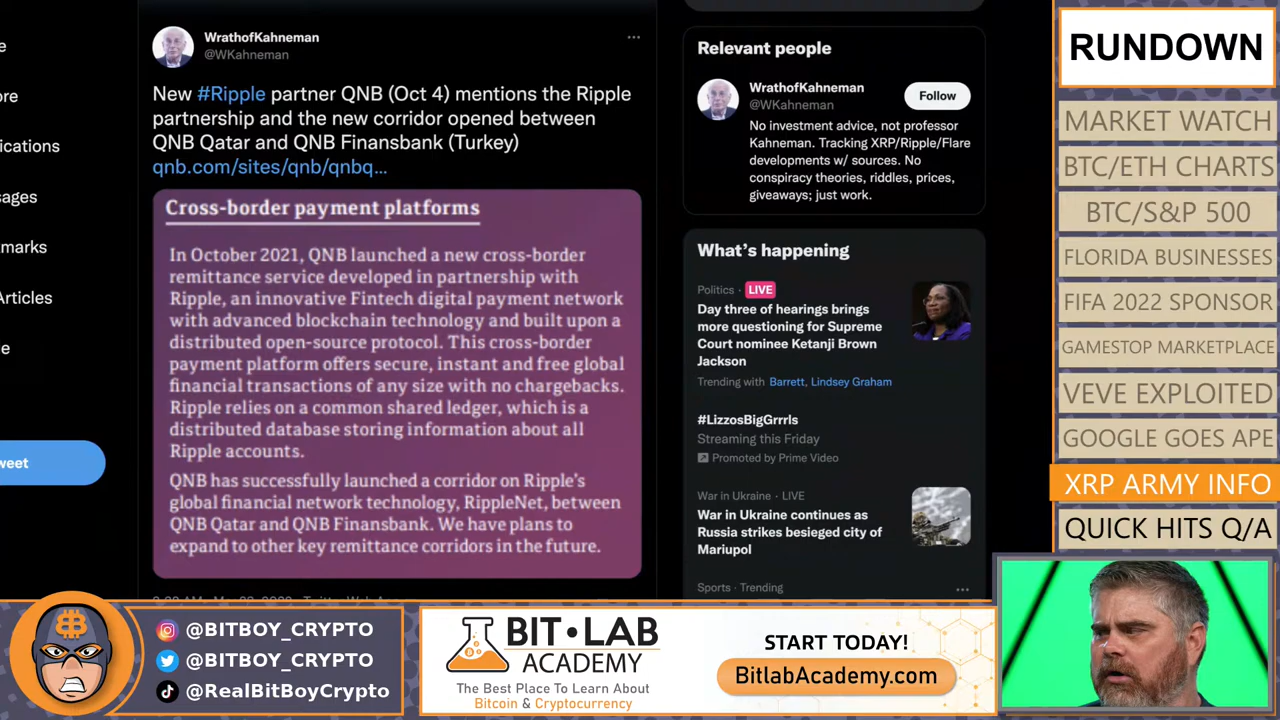 e
ore
ications
sages
marks
Articles
e
weet
WrathofKahneman
@WKahneman
New #Ripple partner QNB (Oct 4) mentions the Ripple
partnership and the new corridor opened between
QNB Qatar and QNB Finansbank (Turkey)
qnb.com/sites/qnb/qnbq...
Cross-border payment platforms
In October 2021, QNB launched a new cross-border
remittance service developed in partnership with
Ripple, an innovative Fintech digital payment network
with advanced blockchain technology and built upon a
distributed open-source protocol. This cross-border
payment platform offers secure, instant and free global
financial transactions of any size with no chargebacks.
Ripple relies on a common shared ledger, which is a
distributed database storing information about all
Ripple accounts.
QNB has successfully launched a corridor on Ripple's
global financial network technology, RippleNet, between
QNB Qatar and QNB Finansbank. We have plans to
expand to other key remittance corridors in the future.
Relevant people
WrathofKahneman
@WKahneman
Follow
No investment advice, not professor
Kahneman. Tracking XRP/Ripple/Flare
developments w/ sources. No
conspiracy theories, riddles, prices,
giveaways; just work.
What's happening
Politics · LIVE
Day three of hearings brings
more questioning for Supreme
Court nominee Ketanji Brown
Jackson
Trending with Barrett, Lindsey Graham
#LizzosBigGrrrls
Streaming this Friday
Promoted by Prime Video
War in Ukraine · LIVE
War in Ukraine continues as
Russia strikes besieged city of
Mariupol
Sports · Trending
RUNDOWN
MARKET WATCH
BTC/ETH CHARTS
BTC/S&P 500
FLORIDA BUSINESSES
FIFA 2022 SPONSOR
GAMESTOP MARKETPLACE
VEVE EXPLOITED
GOOGLE GOES APE
XRP ARMY INFO
QUICK HITS Q/A
@BITBOY_CRYPTO
@BITBOY_CRYPTO
@RealBitBoyCrypto
BIT•LAB
ACADEMY
The Best Place To Learn About
Bitcoin & Cryptocurrency
START TODAY!
BitlabAcademy.com